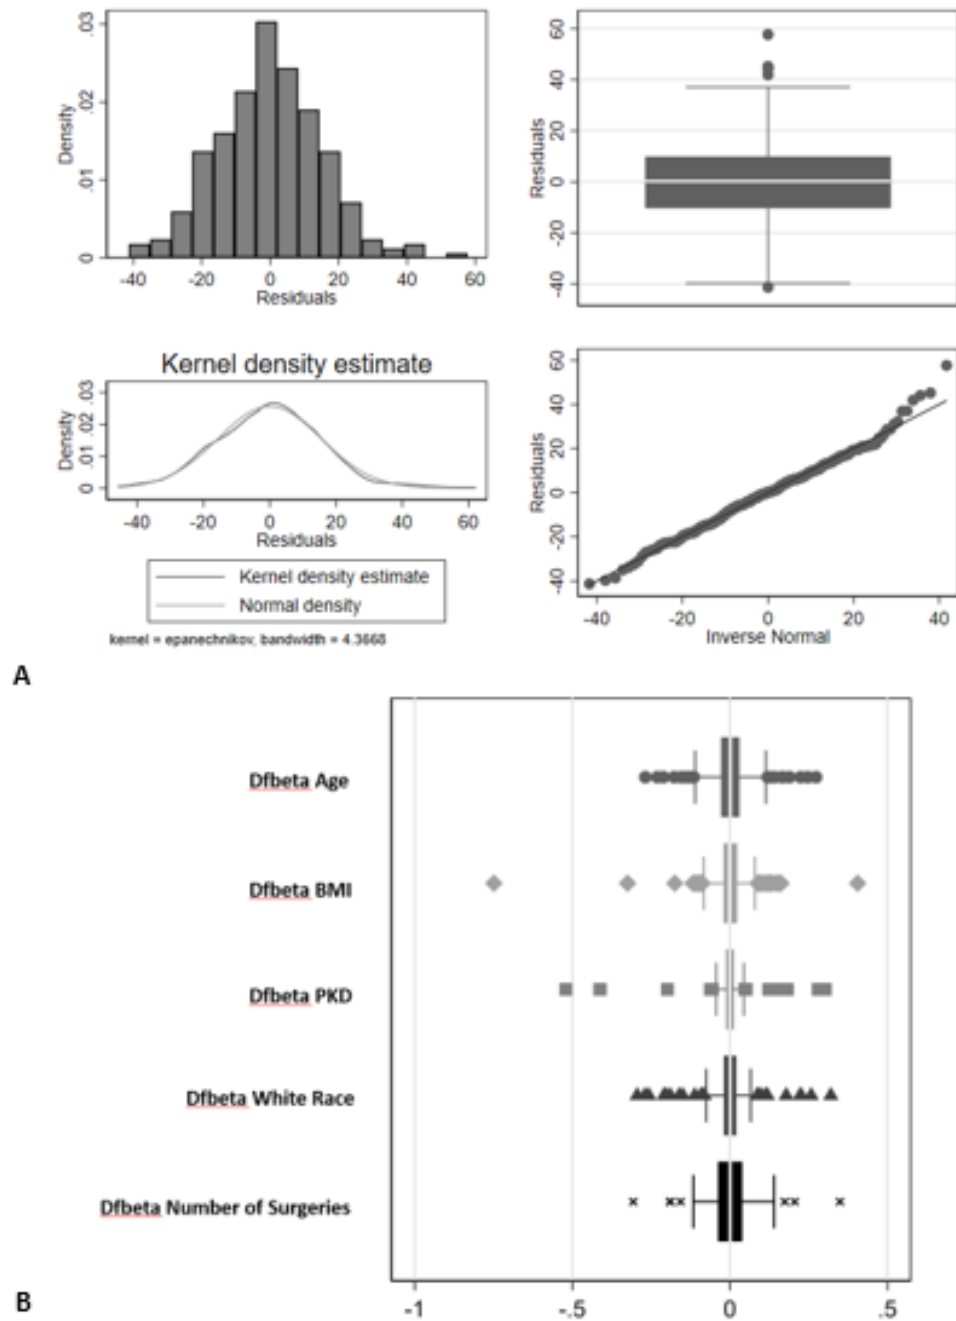 .03
.02
.01
0
Density
-40 -20 0 20 40 60
Residuals
60
40
20
0
-20
-40
Residuals
Kernel density estimate
.03
.02
.01
0
Density
-40 -20 0 20 40 60
Residuals
Kernel density estimate
Normal density
kernel = epanechnikov, bandwidth = 4.3668
60
40
20
0
-20
-40
Residuals
-40 -20 0 20 40
Inverse Normal
A
Dfbeta Age
Dfbeta BMI
Dfbeta PKD
Dfbeta White Race
Dfbeta Number of Surgeries
-1 -.5 0 .5
B